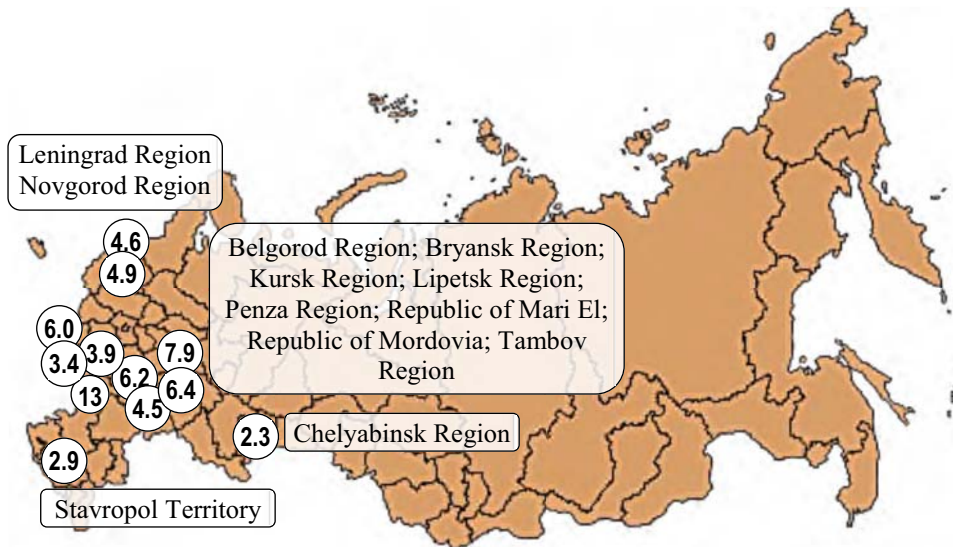 Leningrad Region
Novgorod Region
4.6
4.9
Belgorod Region; Bryansk Region;
Kursk Region; Lipetsk Region;
Penza Region; Republic of Mari El;
Republic of Mordovia; Tambov
Region
6.0
3.4
3.9
7.9
6.2
6.4
13
4.5
2.3
Chelyabinsk Region
2.9
Stavropol Territory